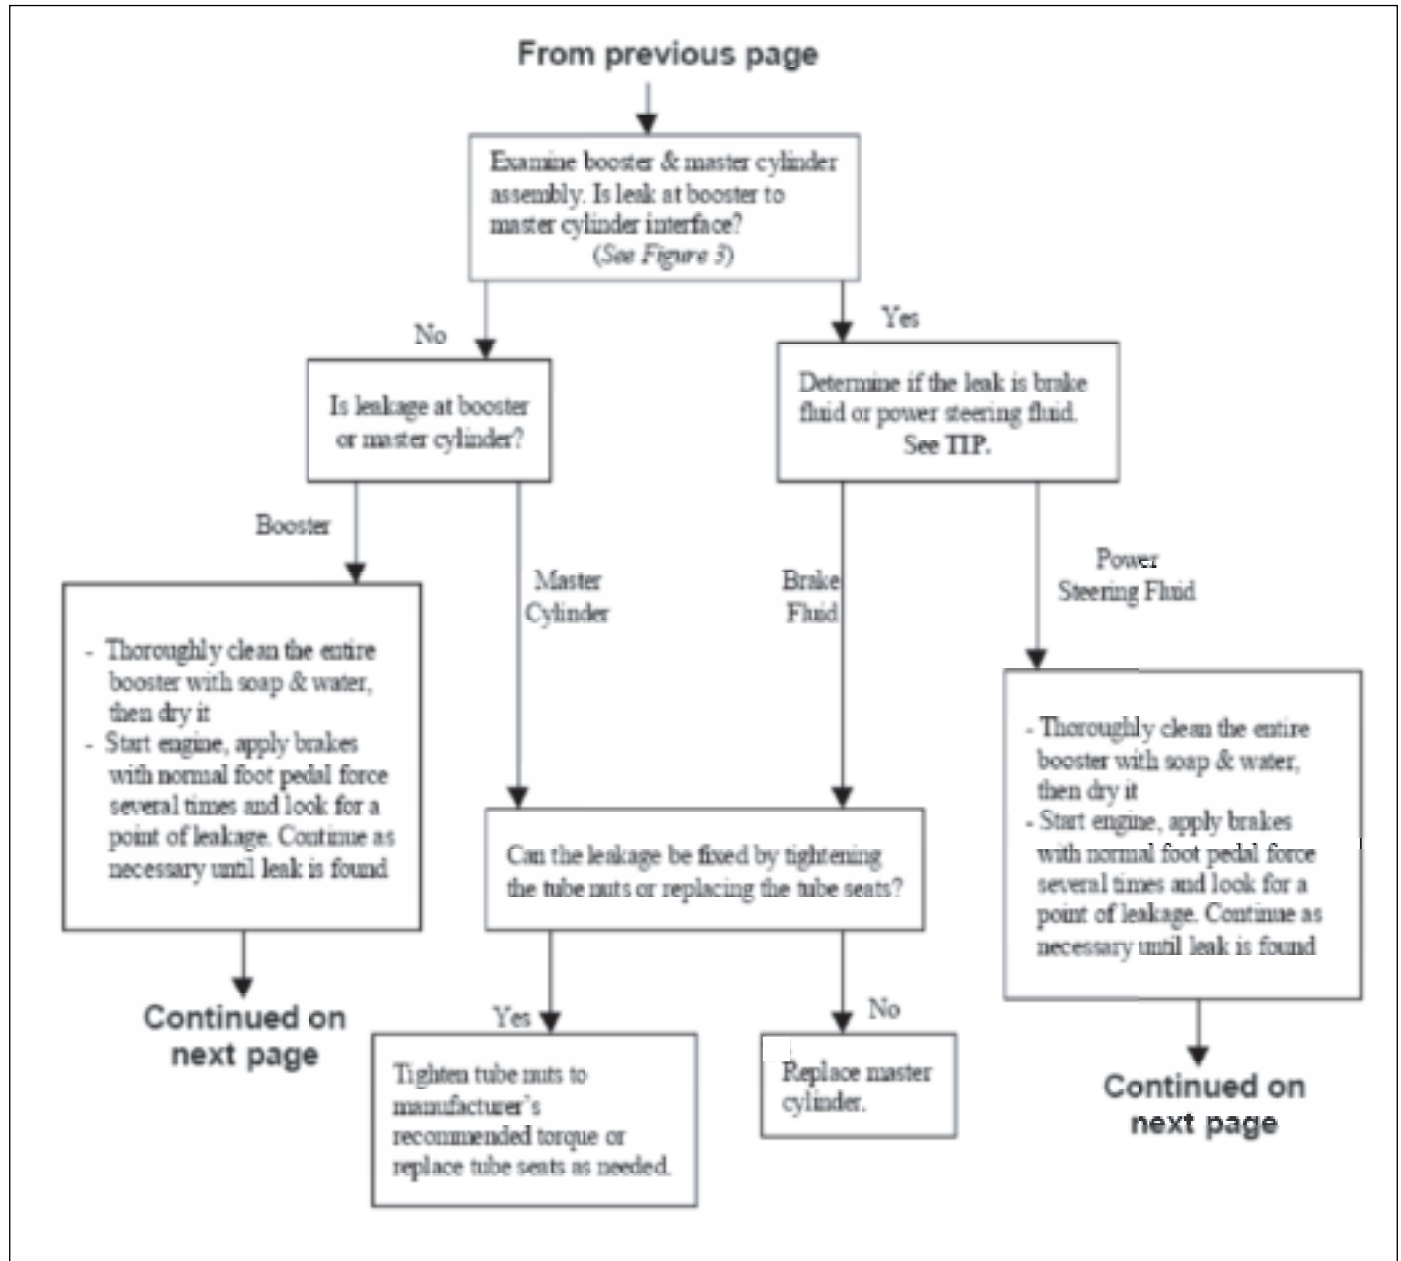 From previous page
Examine booster & master cylinder
assembly. Is leak at booster to
master cylinder interface?
(See Figure 3)
No
Yes
Is leakage at booster
or master cylinder?
Determine if the leak is brake
fluid or power steering fluid.
See TIP.
Booster
Master
Cylinder
Brake
Fluid
Power
Steering Fluid
- Thoroughly clean the entire
booster with soap & water,
then dry it
- Start engine, apply brakes
with normal foot pedal force
several times and look for a
point of leakage. Continue as
necessary until leak is found
- Thoroughly clean the entire
booster with soap & water,
then dry it
- Start engine, apply brakes
with normal foot pedal force
several times and look for a
point of leakage. Continue as
necessary until leak is found
Can the leakage be fixed by tightening
the tube nuts or replacing the tube seats?
Continued on
next page
Yes
No
Tighten tube nuts to
manufacturer's
recommended torque or
replace tube seats as needed.
Replace master
cylinder.
Continued on
next page